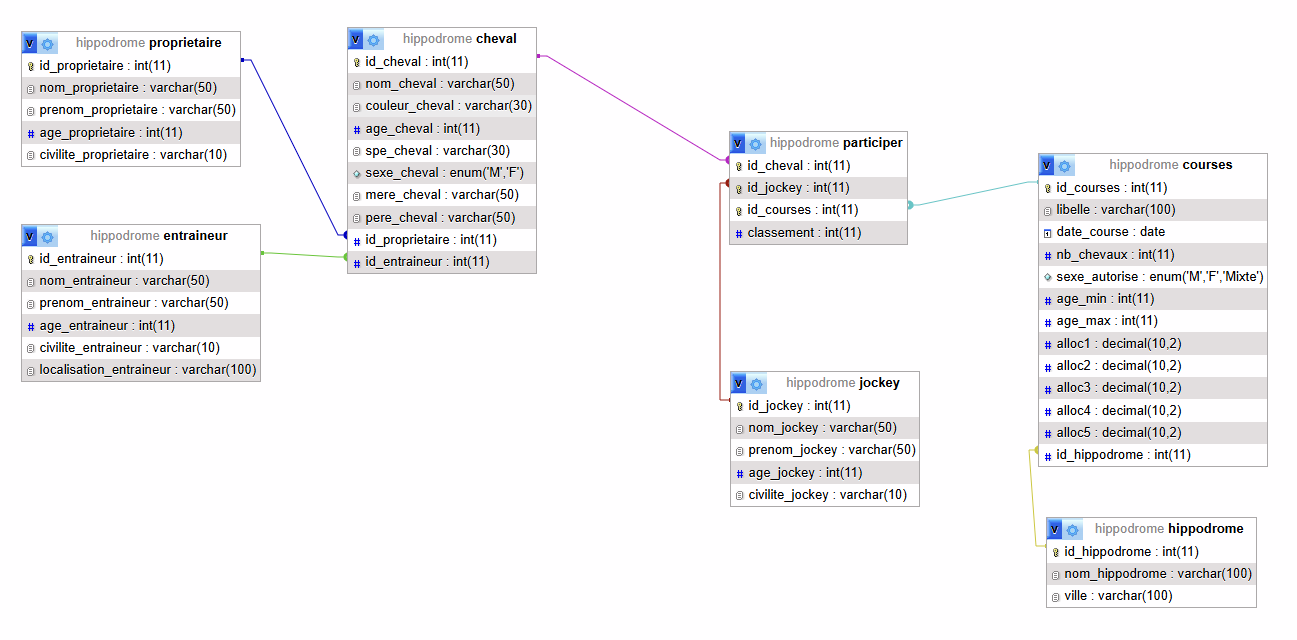 hippodrome proprietaire
id_proprietaire : int(11)
nom_proprietaire : varchar(50)
prenom_proprietaire : varchar(50)
# age_proprietaire : int(11)
civilite_proprietaire : varchar(10)
hippodrome entraineur
id_entraineur : int(11)
nom_entraineur : varchar(50)
prenom_entraineur : varchar(50)
# age_entraineur : int(11)
civilite_entraineur : varchar(10)
localisation_entraineur : varchar(100)
hippodrome cheval
id_cheval : int(11)
nom_cheval : varchar(50)
couleur_cheval : varchar(30)
# age_cheval : int(11)
spe_cheval : varchar(30)
sexe_cheval : enum('M','F')
mere_cheval : varchar(50)
pere_cheval : varchar(50)
# id_proprietaire : int(11)
# id_entraineur : int(11)
hippodrome participer
id_cheval : int(11)
id_jockey : int(11)
id_courses : int(11)
# classement : int(11)
hippodrome jockey
id_jockey : int(11)
nom_jockey : varchar(50)
prenom_jockey : varchar(50)
# age_jockey : int(11)
civilite_jockey : varchar(10)
hippodrome courses
id_courses : int(11)
libelle : varchar(100)
date_course : date
# nb_chevaux : int(11)
sexe_autorise : enum('M','F','Mixte')
# age_min : int(11)
# age_max : int(11)
# alloc1 : decimal(10,2)
# alloc2 : decimal(10,2)
# alloc3 : decimal(10,2)
# alloc4 : decimal(10,2)
# alloc5 : decimal(10,2)
# id_hippodrome : int(11)
hippodrome hippodrome
id_hippodrome : int(11)
nom_hippodrome : varchar(100)
ville : varchar(100)